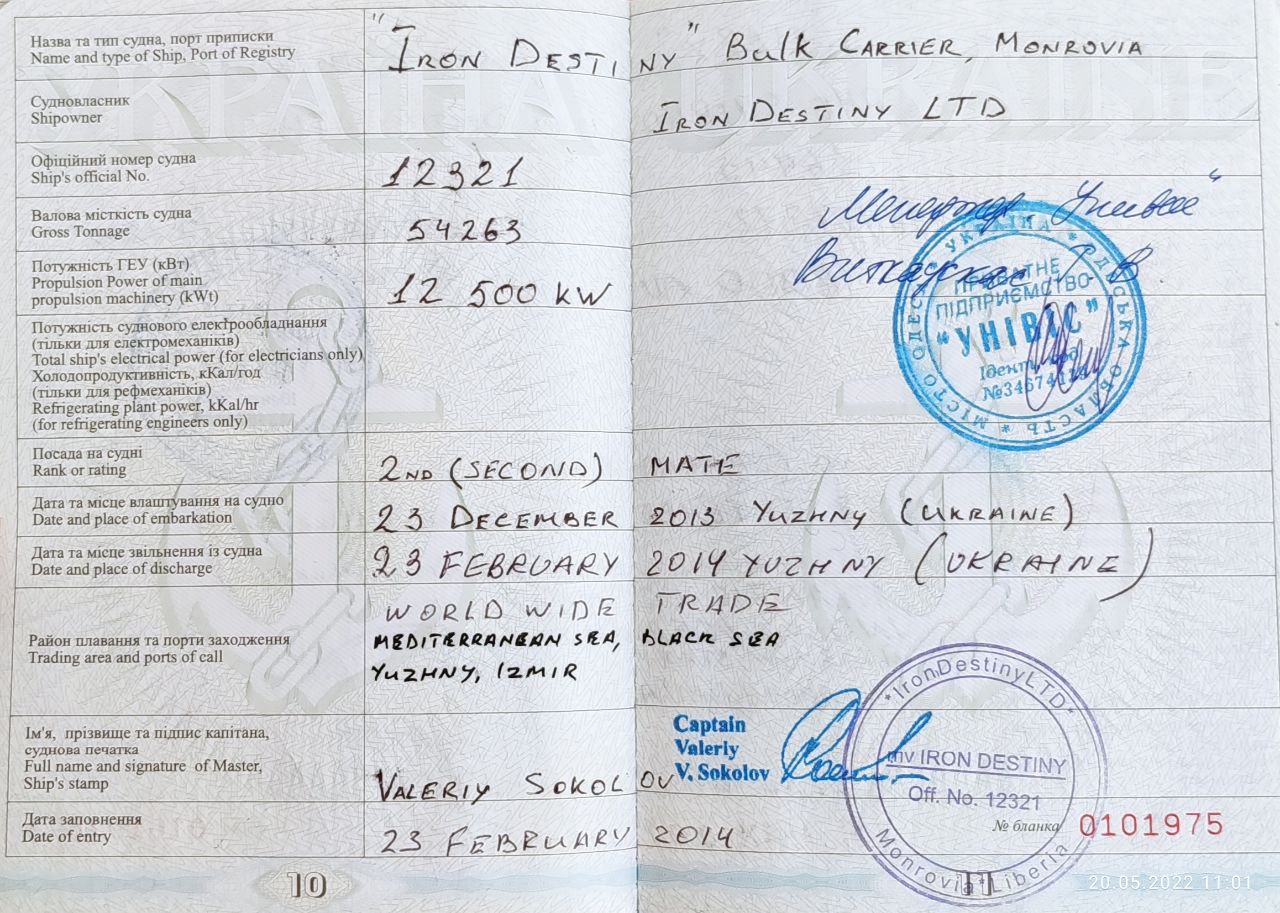 Назва та тип судна, порт приписки
Name and type of Ship, Port of Registry
"IRON DESTINY" BULK CARRIER, MONROVIA
Судновласник
Shipowner
IRON DESTINY LTD
Офіційний номер судна
Ship's official No.
12321
Валова місткість судна
Gross Tonnage
54263
Потужність ГЕУ (кВт)
Propulsion Power of main
propulsion machinery (kWt)
12 500 KW
Потужність суднового електрообладнання
(тільки для електромеханіків)
Total ship's electrical power (for electricians only)
Холодопродуктивність, кКал/год
(тільки для рефмеханіків)
Refrigerating plant power, kKal/hr
(for refrigerating engineers only)
УКРАЇНА * ОДЕСЬКА ОБЛАСТЬ * МІСТО ОДЕСА
ПРИВАТНЕ
ПІДПРИЄМСТВО
"УНІВІС"
Ідент. код
Посада на судні
Rank or rating
2ND (SECOND) MATE
Дата та місце влаштування на судно
Date and place of embarkation
23 DECEMBER 2013 YUZHNY (UKRAINE)
Дата та місце звільнення із судна
Date and place of discharge
23 FEBRUARY 2014 YUZHNY (UKRAINE)
Район плавання та порти заходження
Trading area and ports of call
WORLD WIDE TRADE
MEDITERRANEAN SEA, BLACK SEA
YUZHNY, IZMIR
Ім'я, прізвище та підпис капітана,
суднова печатка
Full name and signature of Master,
Ship's stamp
VALERIY SOKOLOV
Captain
Valeriy
V. Sokolov
*IronDestinyLTD*
mv IRON DESTINY
Off. No. 12321
Monrovia*Liberia
Дата заповнення
Date of entry
23 FEBRUARY 2014
№ бланка 0101975
10
11
20.05.2022 11:01